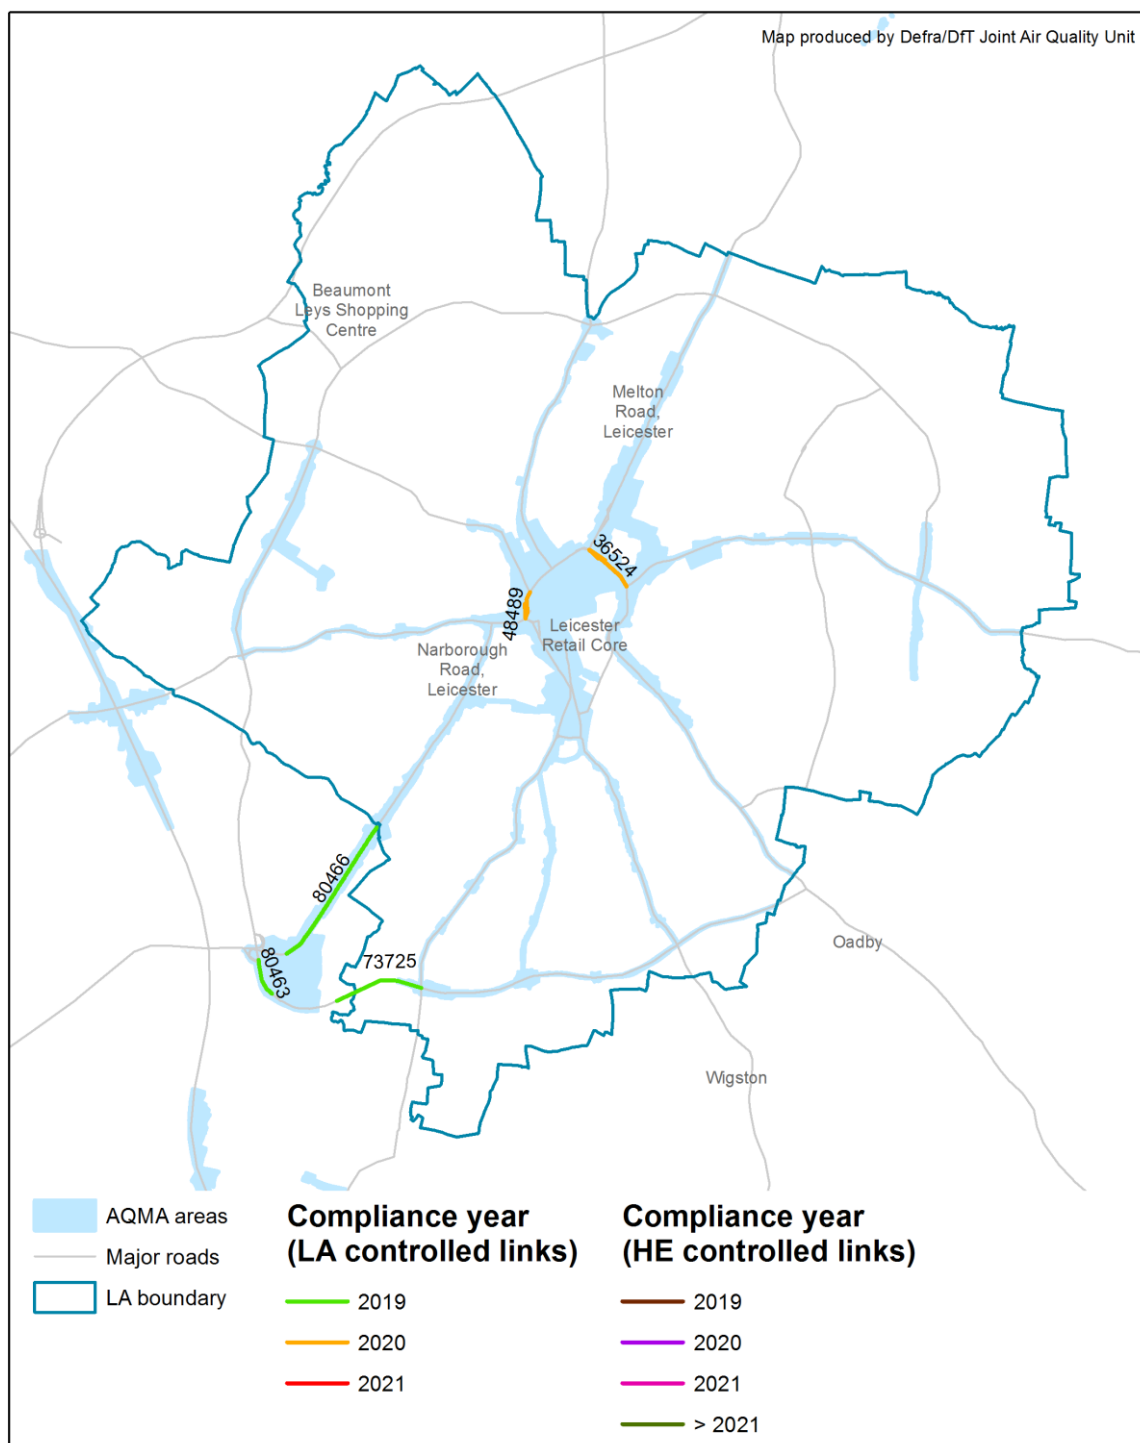 Map produced by Defra/DfT Joint Air Quality Unit
Beaumont
Leys Shopping
Centre
Melton
Road,
Leicester
36524
48489
Leicester
Retail Core
Narborough
Road,
Leicester
80466
80463
73725
Oadby
Wigston
AQMA areas
Major roads
LA boundary
Compliance year
(LA controlled links)
2019
2020
2021
Compliance year
(HE controlled links)
2019
2020
2021
> 2021